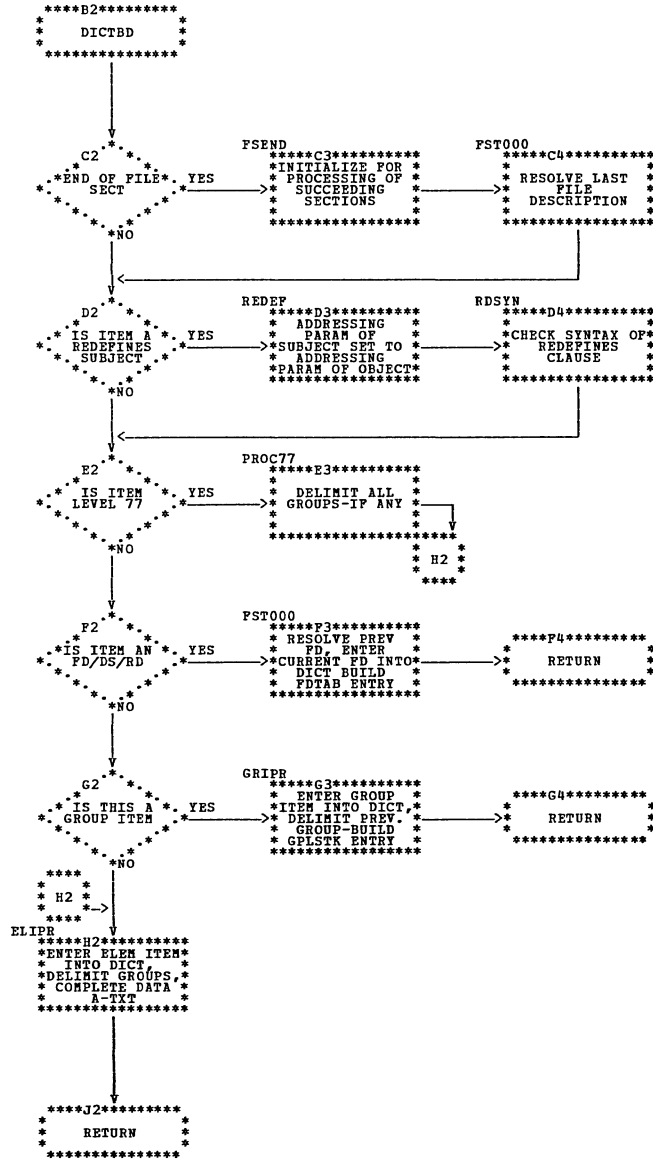 ****B2*********
DICTBD
***************
C2
END OF FILE
SECT
YES
NO
FSEND
*****C3**********
INITIALIZE FOR
PROCESSING OF
SUCCEEDING
SECTIONS
*****************
FST000
*****C4**********
RESOLVE LAST
FILE
DESCRIPTION
*****************
D2
IS ITEM A
REDEFINES
SUBJECT
YES
NO
REDEF
*****D3**********
ADDRESSING
PARAM OF
SUBJECT SET TO
ADDRESSING
PARAM OF OBJECT
*****************
RDSYN
*****D4**********
CHECK SYNTAX OF
REDEFINES
CLAUSE
*****************
E2
IS ITEM
LEVEL 77
YES
NO
PROC77
*****E3**********
DELIMIT ALL
GROUPS-IF ANY
*****************
****
H2
****
F2
IS ITEM AN
FD/DS/RD
YES
NO
FST000
*****F3**********
RESOLVE PREV
FD, ENTER
CURRENT FD INTO
DICT BUILD
FDTAB ENTRY
*****************
****F4*********
RETURN
***************
G2
IS THIS A
GROUP ITEM
YES
NO
GRIPR
*****G3**********
ENTER GROUP
ITEM INTO DICT,
DELIMIT PREV.
GROUP-BUILD
GPLSTK ENTRY
*****************
****G4*********
RETURN
***************
****
H2
****
ELIPR
*****H2**********
ENTER ELEM ITEM
INTO DICT,
DELIMIT GROUPS,
COMPLETE DATA
A-TXT
*****************
****J2*********
RETURN
***************